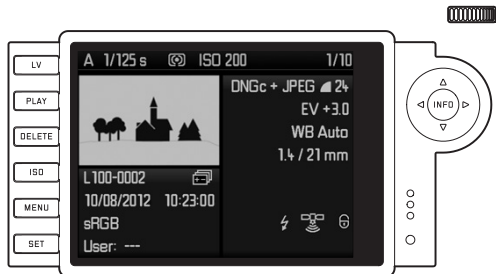 LV
PLAY
DELETE
ISO
MENU
SET
A 1/125 s ISO 200 1/10
DNGc + JPEG 24
EV +3.0
WB Auto
1.4 / 21 mm
L100-0002
10/08/2012 10:23:00
sRGB
User: ---
INFO